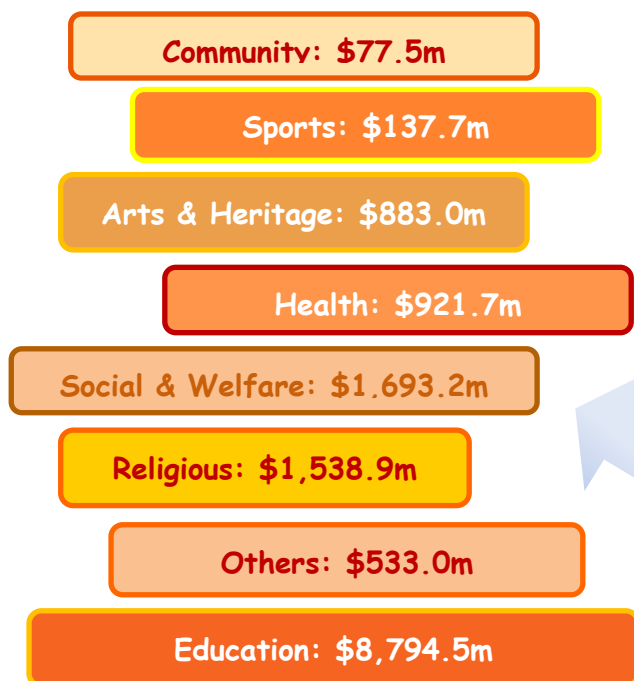 Community: $77.5m
Sports: $137.7m
Arts & Heritage: $883.0m
Health: $921.7m
Social & Welfare: $1,693.2m
Religious: $1,538.9m
Others: $533.0m
Education: $8,794.5m